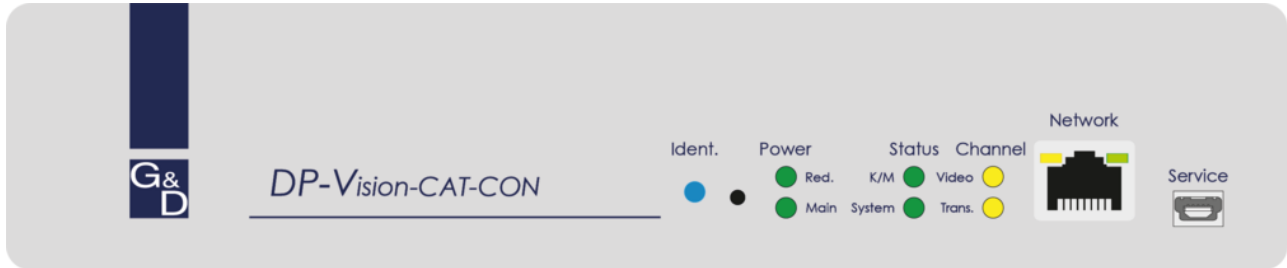 G&
D
DP-Vision-CAT-CON
Ident.
Power
Red.
Main
Status
K/M
System
Channel
Video
Trans.
Network
Service